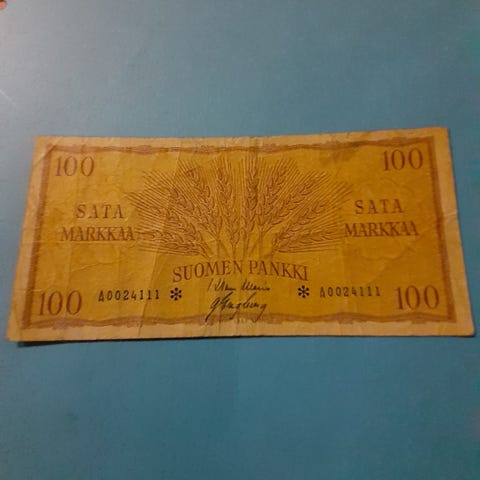 100 100
SATA MARKKAA
SATA MARKKAA
SUOMEN PANKKI
100 A0024111 * * A0024111 100